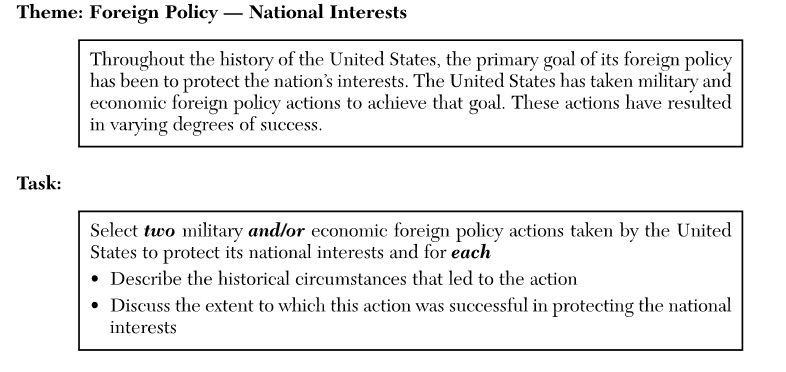 Theme: Foreign Policy — National Interests
Throughout the history of the United States, the primary goal of its foreign policy
has been to protect the nation's interests. The United States has taken military and
economic foreign policy actions to achieve that goal. These actions have resulted
in varying degrees of success.
Task:
Select two military and/or economic foreign policy actions taken by the United
States to protect its national interests and for each
• Describe the historical circumstances that led to the action
• Discuss the extent to which this action was successful in protecting the national
interests